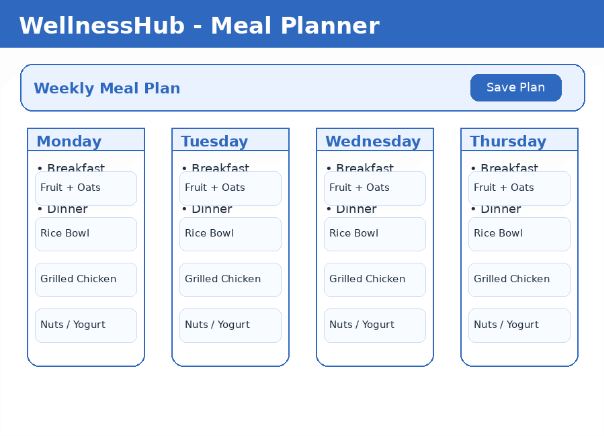 WellnessHub - Meal Planner
Weekly Meal Plan
Save Plan
Monday
• Breakfast
Fruit + Oats
• Dinner
Rice Bowl
Grilled Chicken
Nuts / Yogurt
Tuesday
• Breakfast
Fruit + Oats
• Dinner
Rice Bowl
Grilled Chicken
Nuts / Yogurt
Wednesday
• Breakfast
Fruit + Oats
• Dinner
Rice Bowl
Grilled Chicken
Nuts / Yogurt
Thursday
• Breakfast
Fruit + Oats
• Dinner
Rice Bowl
Grilled Chicken
Nuts / Yogurt